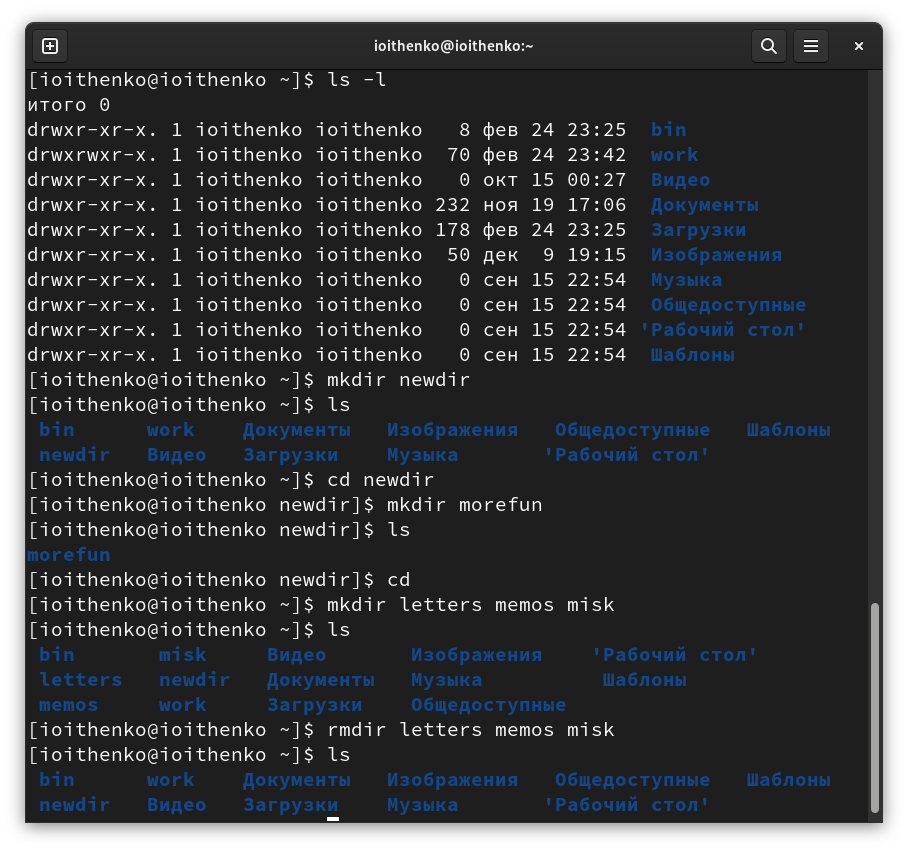 ioithenko@ioithenko:~
[ioithenko@ioithenko ~]$ ls -l
итого 0
drwxr-xr-x. 1 ioithenko ioithenko   8 фев 24 23:25  bin
drwxrwxr-x. 1 ioithenko ioithenko  70 фев 24 23:42  work
drwxr-xr-x. 1 ioithenko ioithenko   0 окт 15 00:27  Видео
drwxr-xr-x. 1 ioithenko ioithenko 232 ноя 19 17:06  Документы
drwxr-xr-x. 1 ioithenko ioithenko 178 фев 24 23:25  Загрузки
drwxr-xr-x. 1 ioithenko ioithenko  50 дек  9 19:15  Изображения
drwxr-xr-x. 1 ioithenko ioithenko   0 сен 15 22:54  Музыка
drwxr-xr-x. 1 ioithenko ioithenko   0 сен 15 22:54  Общедоступные
drwxr-xr-x. 1 ioithenko ioithenko   0 сен 15 22:54 'Рабочий стол'
drwxr-xr-x. 1 ioithenko ioithenko   0 сен 15 22:54  Шаблоны
[ioithenko@ioithenko ~]$ mkdir newdir
[ioithenko@ioithenko ~]$ ls
 bin      work    Документы   Изображения   Общедоступные   Шаблоны
 newdir   Видео   Загрузки    Музыка       'Рабочий стол'
[ioithenko@ioithenko ~]$ cd newdir
[ioithenko@ioithenko newdir]$ mkdir morefun
[ioithenko@ioithenko newdir]$ ls
morefun
[ioithenko@ioithenko newdir]$ cd
[ioithenko@ioithenko ~]$ mkdir letters memos misk
[ioithenko@ioithenko ~]$ ls
 bin       misk     Видео       Изображения    'Рабочий стол'
 letters   newdir   Документы   Музыка          Шаблоны
 memos     work     Загрузки    Общедоступные
[ioithenko@ioithenko ~]$ rmdir letters memos misk
[ioithenko@ioithenko ~]$ ls
 bin      work    Документы   Изображения   Общедоступные   Шаблоны
 newdir   Видео   Загрузки    Музыка       'Рабочий стол'